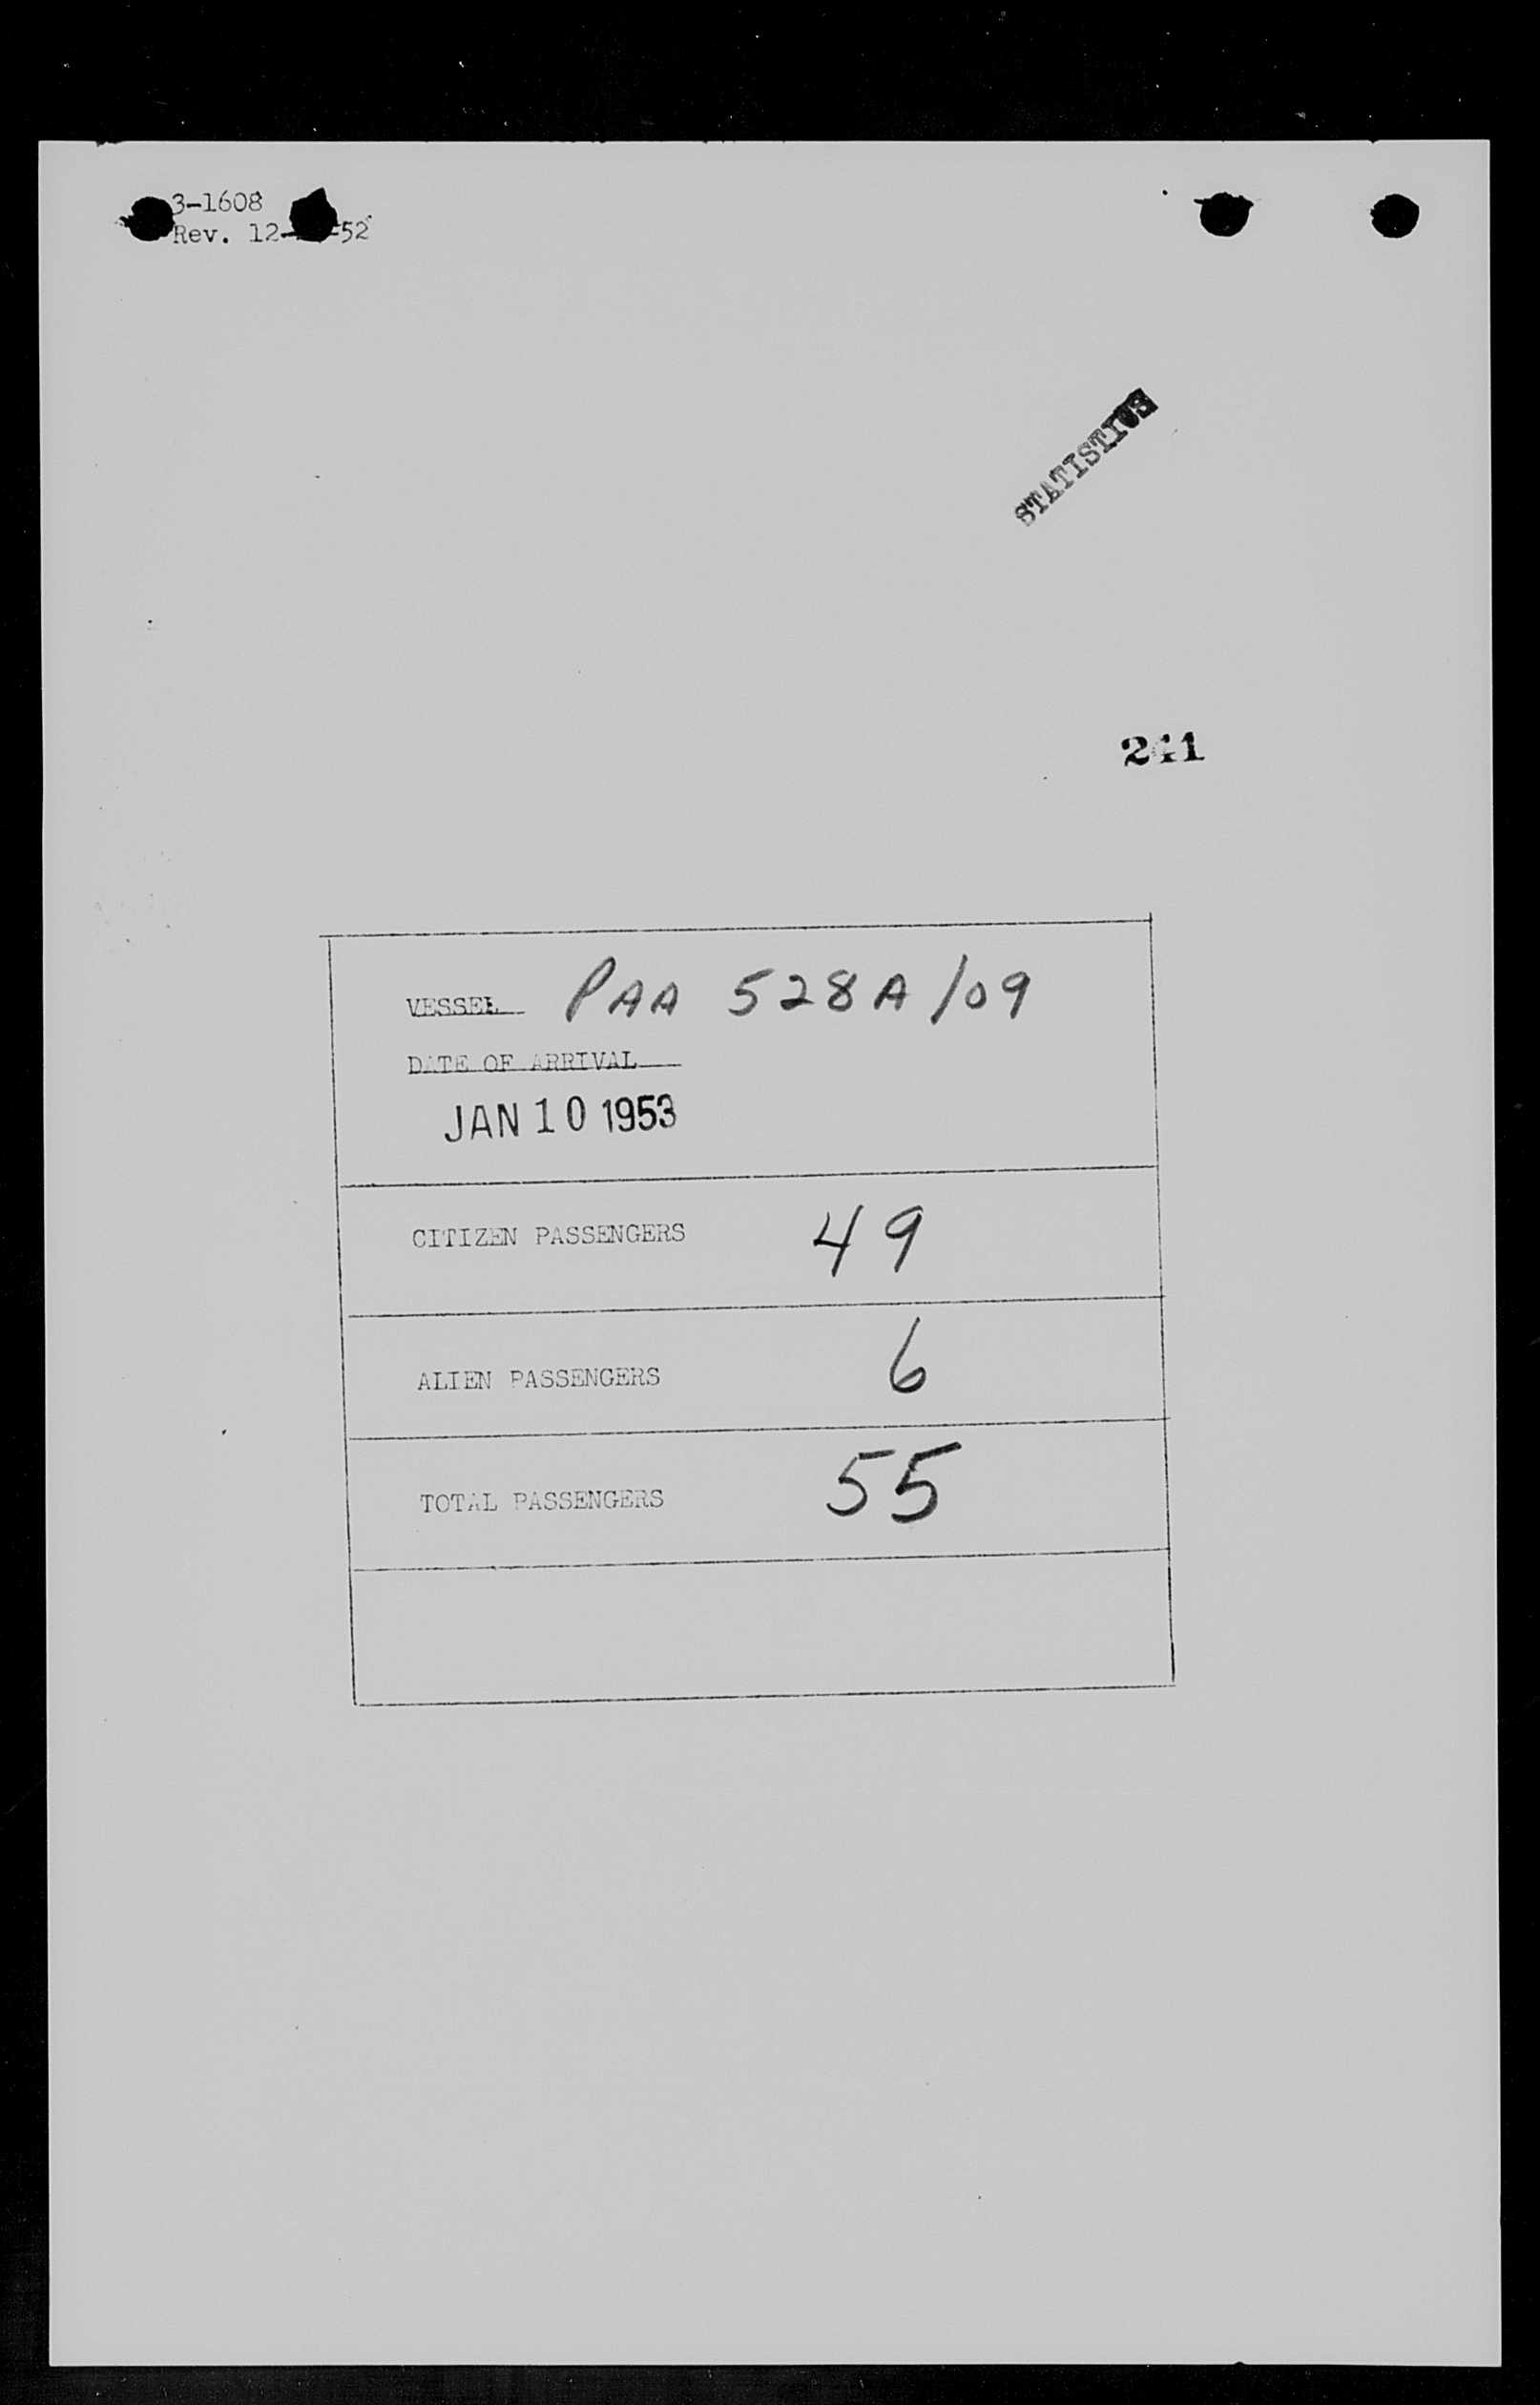 3-1608
Rev. 12- -52
STATISTICS
VESSEL PAA 528A/09
DATE OF ARRIVAL
JAN 10 1953
CITIZEN PASSENGERS 49
ALIEN PASSENGERS 6
TOTAL PASSENGERS 55